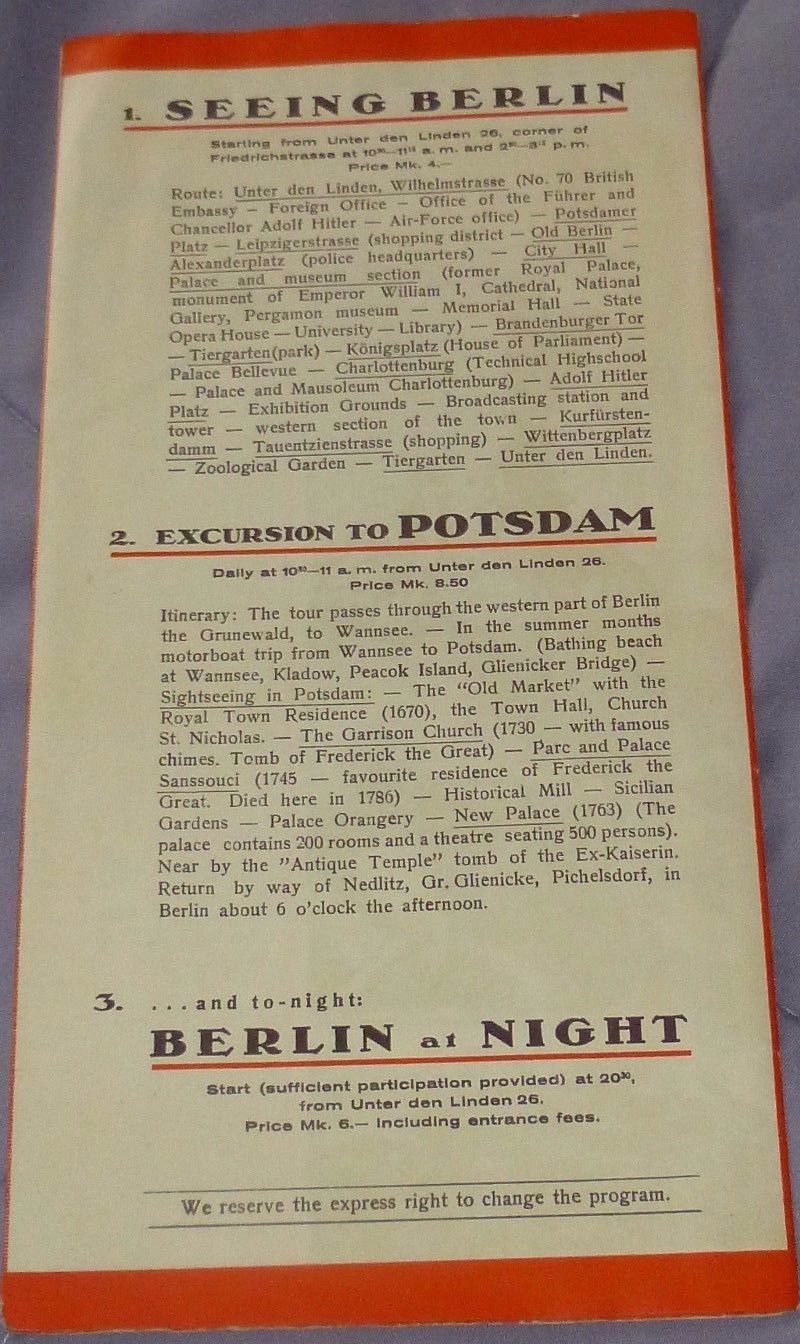 1. SEEING BERLIN
Starting from Unter den Linden 26, corner of
Friedrichstrasse at 10³⁰—11¹⁵ a. m. and 2³⁰—3¹⁵ p. m.
Price Mk. 4.—
Route: Unter den Linden, Wilhelmstrasse (No. 70 British
Embassy — Foreign Office — Office of the Führer and
Chancellor Adolf Hitler — Air-Force office) — Potsdamer
Platz — Leipzigerstrasse (shopping district — Old Berlin —
Alexanderplatz (police headquarters) — City Hall —
Palace and museum section (former Royal Palace,
monument of Emperor William I, Cathedral, National
Gallery, Pergamon museum — Memorial Hall — State
Opera House — University — Library) — Brandenburger Tor
— Tiergarten(park) — Königsplatz (House of Parliament) —
Palace Bellevue — Charlottenburg (Technical Highschool
— Palace and Mausoleum Charlottenburg) — Adolf Hitler
Platz — Exhibition Grounds — Broadcasting station and
tower — western section of the town — Kurfürsten-
damm — Tauentzienstrasse (shopping) — Wittenbergplatz
— Zoological Garden — Tiergarten — Unter den Linden.
2. EXCURSION TO POTSDAM
Daily at 10³⁰—11 a. m. from Unter den Linden 26.
Price Mk. 8.50
Itinerary: The tour passes through the western part of Berlin
the Grunewald, to Wannsee. — In the summer months
motorboat trip from Wannsee to Potsdam. (Bathing beach
at Wannsee, Kladow, Peacok Island, Glienicker Bridge) —
Sightseeing in Potsdam: — The “Old Market” with the
Royal Town Residence (1670), the Town Hall, Church
St. Nicholas. — The Garrison Church (1730 — with famous
chimes. Tomb of Frederick the Great) — Parc and Palace
Sanssouci (1745 — favourite residence of Frederick the
Great. Died here in 1786) — Historical Mill — Sicilian
Gardens — Palace Orangery — New Palace (1763) (The
palace contains 200 rooms and a theatre seating 500 persons).
Near by the ”Antique Temple” tomb of the Ex-Kaiserin.
Return by way of Nedlitz, Gr. Glienicke, Pichelsdorf, in
Berlin about 6 o'clock the afternoon.
3. ...and to-night:
BERLIN at NIGHT
Start (sufficient participation provided) at 20³⁰,
from Unter den Linden 26.
Price Mk. 6.— including entrance fees.
We reserve the express right to change the program.